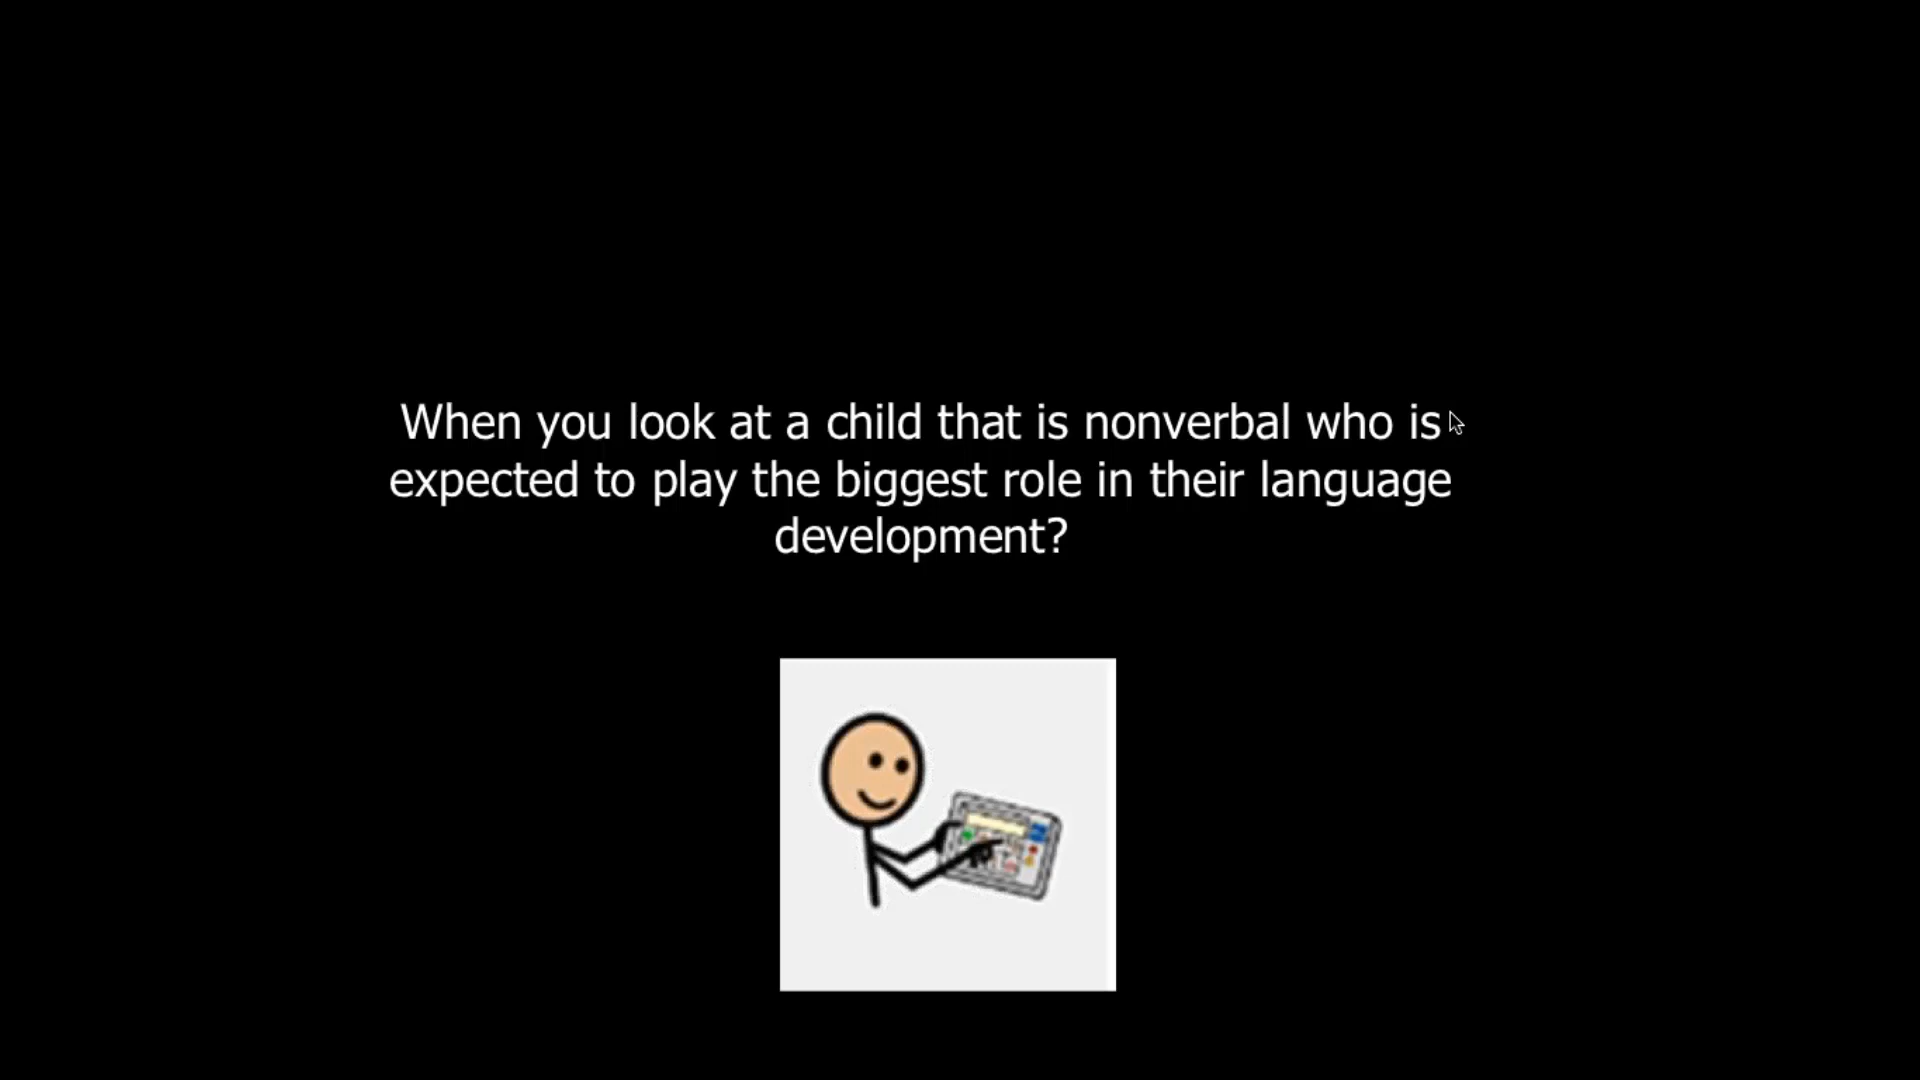 When you look at a child that is nonverbal who is
expected to play the biggest role in their language
development?